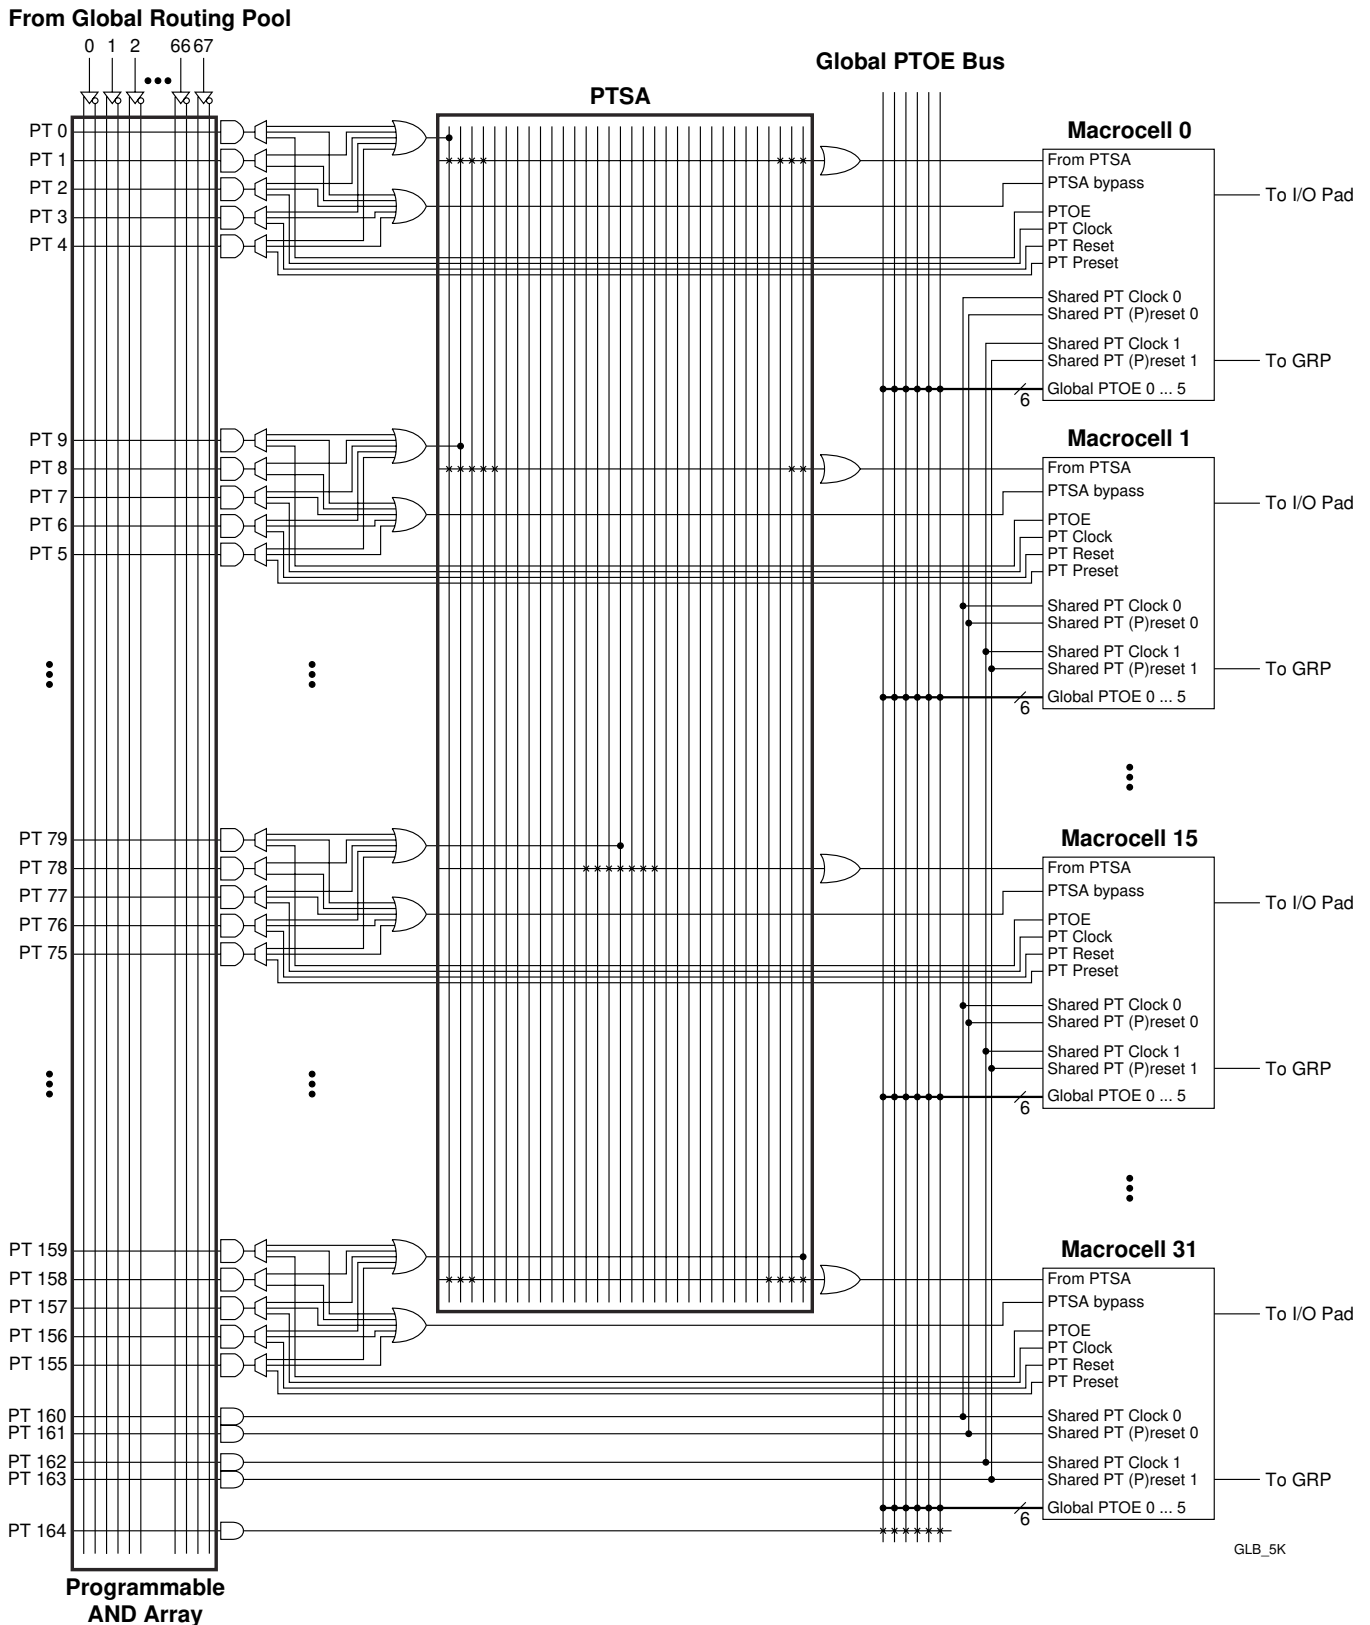 From Global Routing Pool
0 1 2 66 67
Global PTOE Bus
PTSA
PT 0
PT 1
PT 2
PT 3
PT 4
Macrocell 0
From PTSA
PTSA bypass
PTOE
PT Clock
PT Reset
PT Preset
Shared PT Clock 0
Shared PT (P)reset 0
Shared PT Clock 1
Shared PT (P)reset 1
Global PTOE 0 ... 5
6
To I/O Pad
To GRP
PT 9
PT 8
PT 7
PT 6
PT 5
Macrocell 1
From PTSA
PTSA bypass
PTOE
PT Clock
PT Reset
PT Preset
Shared PT Clock 0
Shared PT (P)reset 0
Shared PT Clock 1
Shared PT (P)reset 1
Global PTOE 0 ... 5
6
To I/O Pad
To GRP
PT 79
PT 78
PT 77
PT 76
PT 75
Macrocell 15
From PTSA
PTSA bypass
PTOE
PT Clock
PT Reset
PT Preset
Shared PT Clock 0
Shared PT (P)reset 0
Shared PT Clock 1
Shared PT (P)reset 1
Global PTOE 0 ... 5
6
To I/O Pad
To GRP
PT 159
PT 158
PT 157
PT 156
PT 155
PT 160
PT 161
PT 162
PT 163
PT 164
Macrocell 31
From PTSA
PTSA bypass
PTOE
PT Clock
PT Reset
PT Preset
Shared PT Clock 0
Shared PT (P)reset 0
Shared PT Clock 1
Shared PT (P)reset 1
Global PTOE 0 ... 5
6
To I/O Pad
To GRP
GLB_5K
Programmable
AND Array